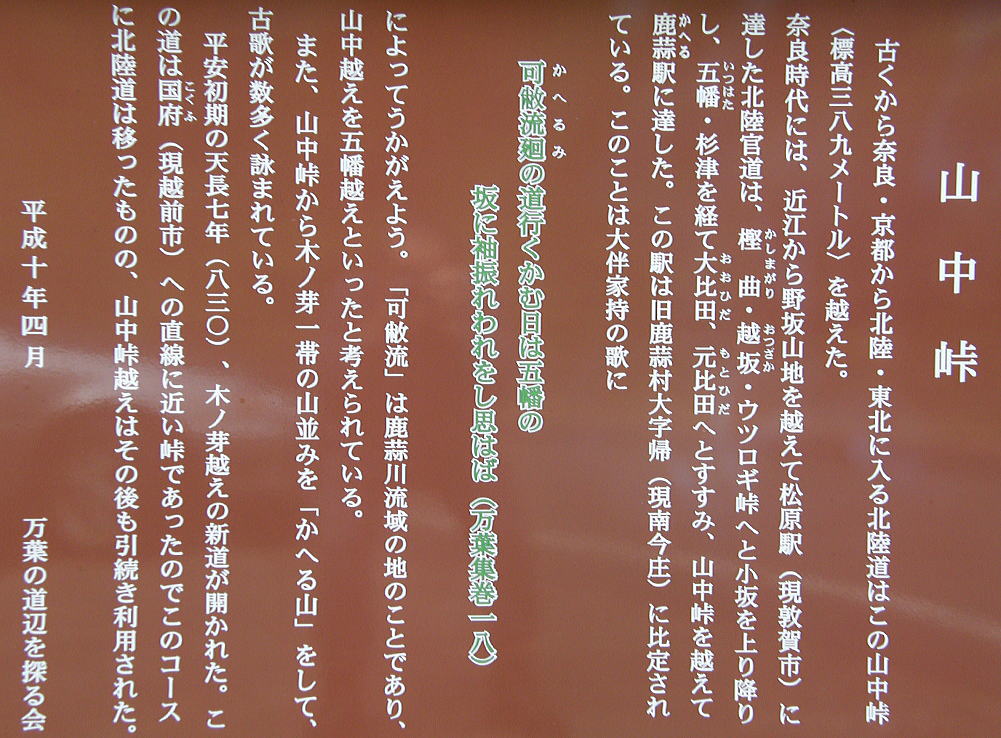 山中峠
古くから奈良・京都から北陸・東北に入る北陸道はこの山中峠
〈標高三八九メートル〉を越えた。
奈良時代には、近江から野坂山地を越えて松原駅（現敦賀市）に
達した北陸官道は、樫曲・越坂・ウツロギ峠へと小坂を上り降り
し、五幡・杉津を経て大比田、元比田へとすすみ、山中峠を越えて
鹿蒜駅に達した。この駅は旧鹿蒜村大字帰（現南今庄）に比定され
ている。このことは大伴家持の歌に
可敝流廻の道行くかむ日は五幡の
坂に袖振れわれをし思はば（万葉集巻一八）
によってうかがえよう。「可敝流」は鹿蒜川流域の地のことであり、
山中越えを五幡越えといったと考えられている。
また、山中峠から木ノ芽一帯の山並みを「かへる山」をして、
古歌が数多く詠まれている。
平安初期の天長七年（八三〇）、木ノ芽越えの新道が開かれた。こ
の道は国府（現越前市）への直線に近い峠であったのでこのコース
に北陸道は移ったものの、山中峠越えはその後も引続き利用された。
平成十年四月　万葉の道辺を探る会